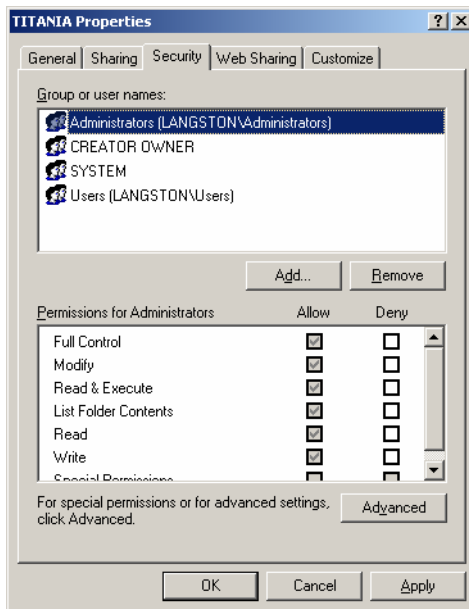 TITANIA Properties
General Sharing Security Web Sharing Customize
Group or user names:
Administrators (LANGSTON\Administrators)
CREATOR OWNER
SYSTEM
Users (LANGSTON\Users)
Add... Remove
Permissions for Administrators Allow Deny
Full Control
Modify
Read & Execute
List Folder Contents
Read
Write
Special Permissions
For special permissions or for advanced settings,
click Advanced.
Advanced
OK Cancel Apply